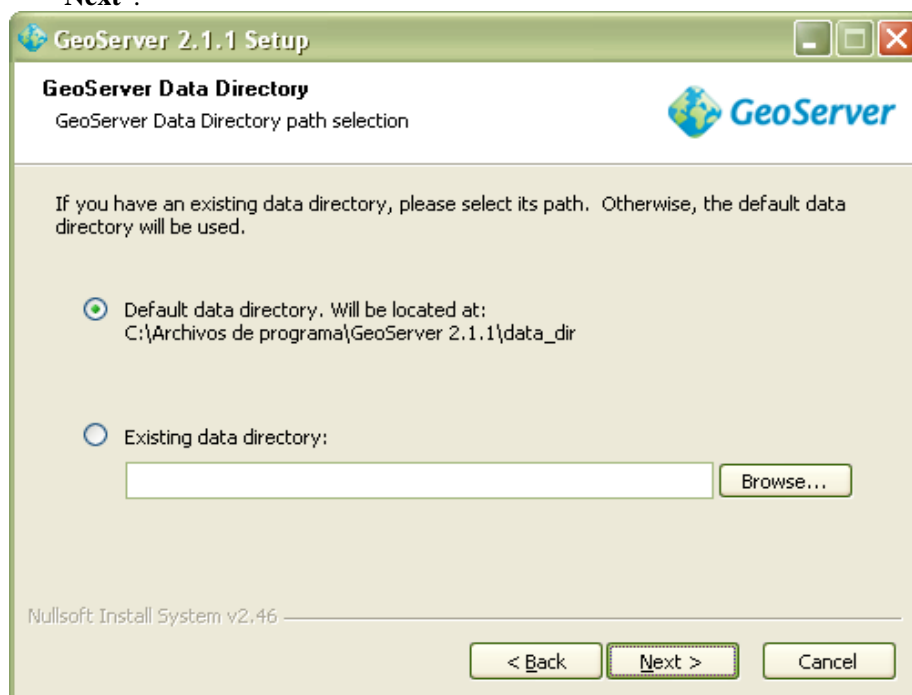 Next".
GeoServer 2.1.1 Setup
GeoServer Data Directory
GeoServer Data Directory path selection
GeoServer
If you have an existing data directory, please select its path. Otherwise, the default data
directory will be used.
Default data directory. Will be located at:
C:\Archivos de programa\GeoServer 2.1.1\data_dir
Existing data directory:
Browse...
Nullsoft Install System v2.46
< Back
Next >
Cancel